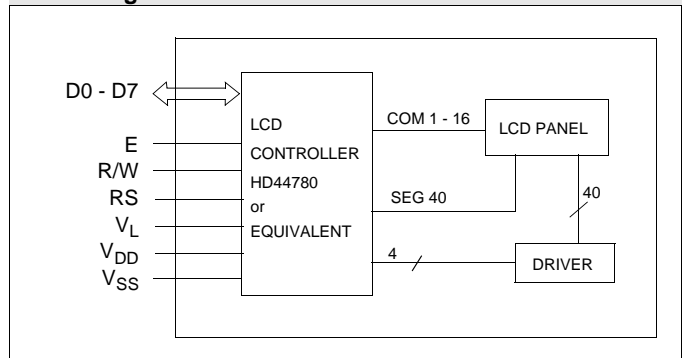 D0 - D7
E
R/W
RS
VL
VDD
VSS
LCD
CONTROLLER
HD44780
or
EQUIVALENT
COM 1 - 16
SEG 40
4
LCD PANEL
40
DRIVER